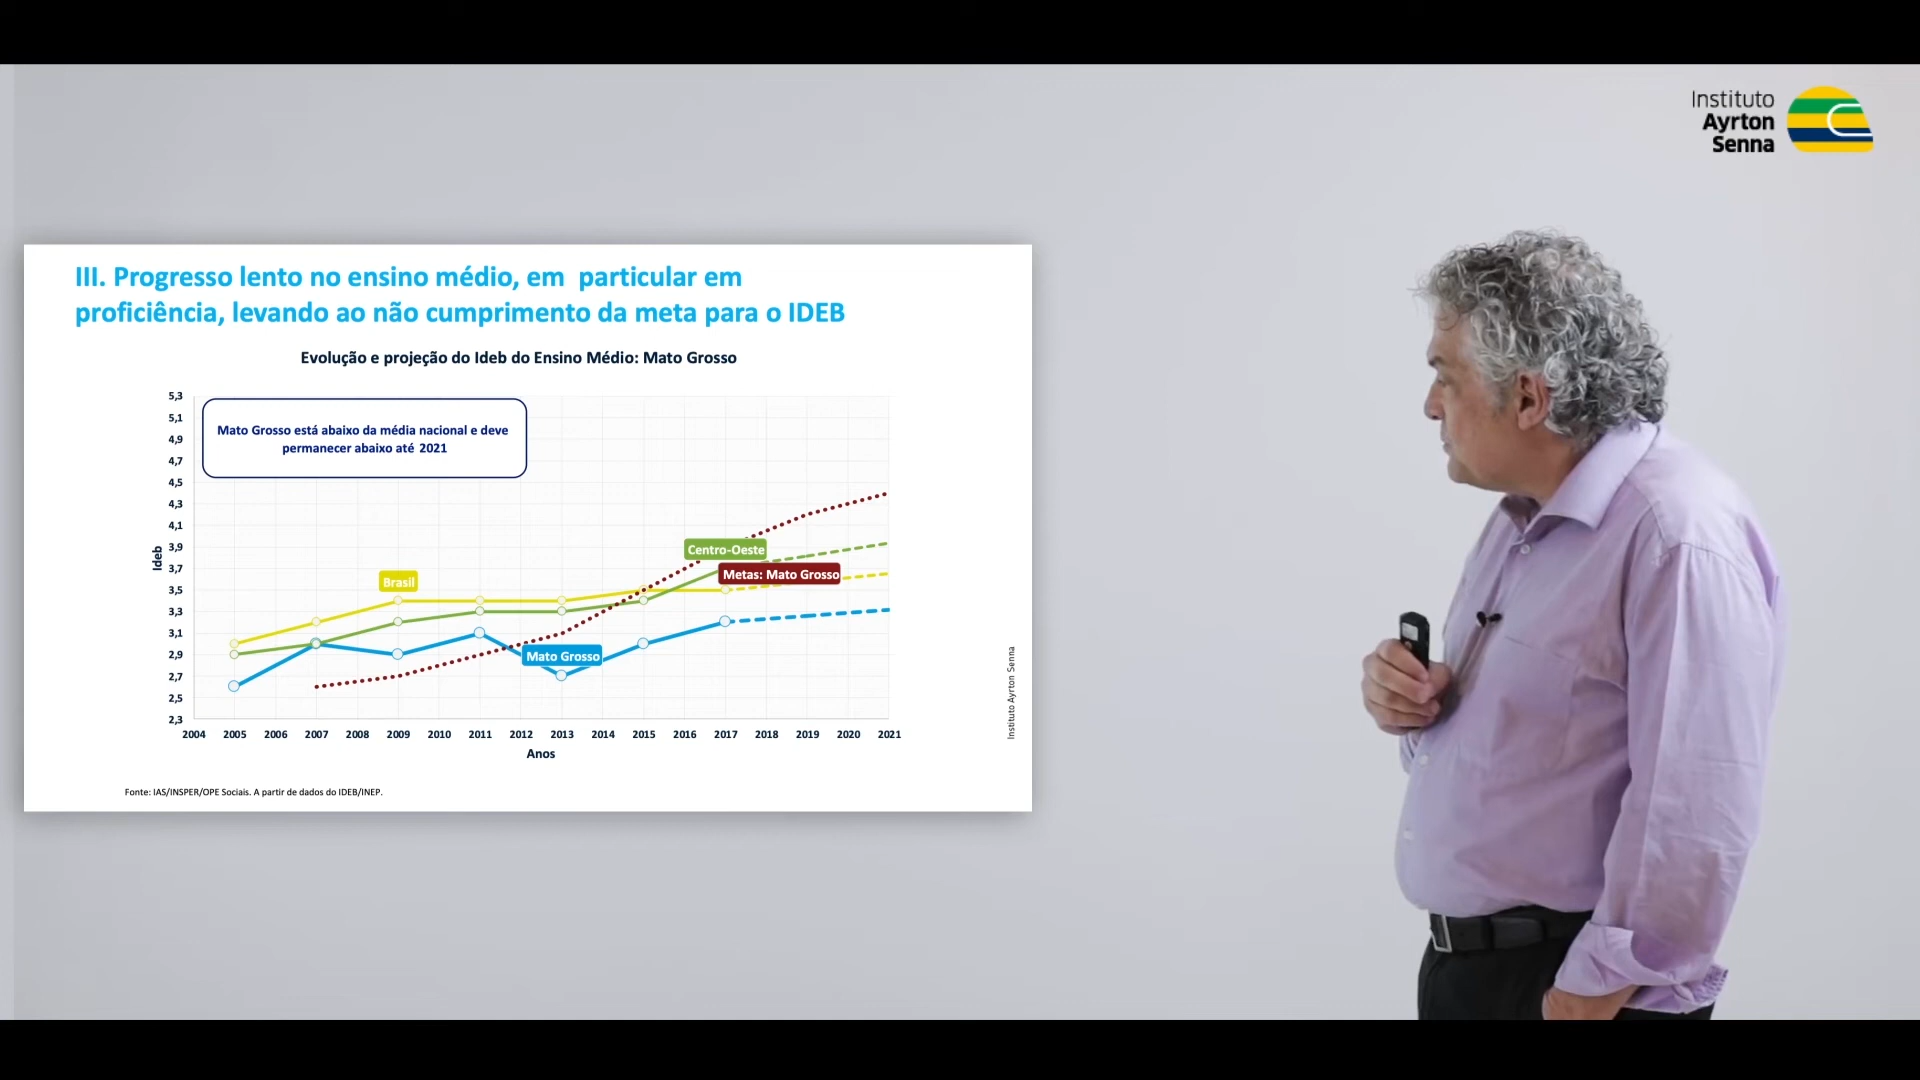 Instituto
Ayrton
Senna
III. Progresso lento no ensino médio, em particular em
proficiência, levando ao não cumprimento da meta para o IDEB
Evolução e projeção do Ideb do Ensino Médio: Mato Grosso
Mato Grosso está abaixo da média nacional e deve
permanecer abaixo até 2021
5,3
5,1
4,9
4,7
4,5
4,3
4,1
3,9
3,7
3,5
3,3
3,1
2,9
2,7
2,5
2,3
Ideb
Brasil
Centro-Oeste
Metas: Mato Grosso
Mato Grosso
2004 2005 2006 2007 2008 2009 2010 2011 2012 2013 2014 2015 2016 2017 2018 2019 2020 2021
Anos
Instituto Ayrton Senna
Fonte: IAS/INSPER/OPE Sociais. A partir de dados do IDEB/INEP.